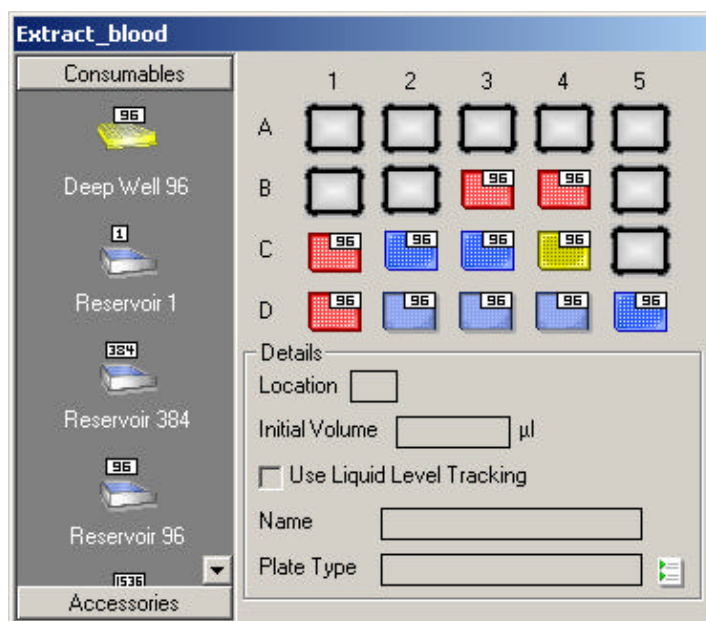 Extract_blood
Consumables
96
Deep Well 96
1
Reservoir 1
384
Reservoir 384
96
Reservoir 96
1536
Accessories
1 2 3 4 5
A
B 96 96
C 96 96 96 96
D 96 96 96 96 96
Details
Location
Initial Volume µl
Use Liquid Level Tracking
Name
Plate Type